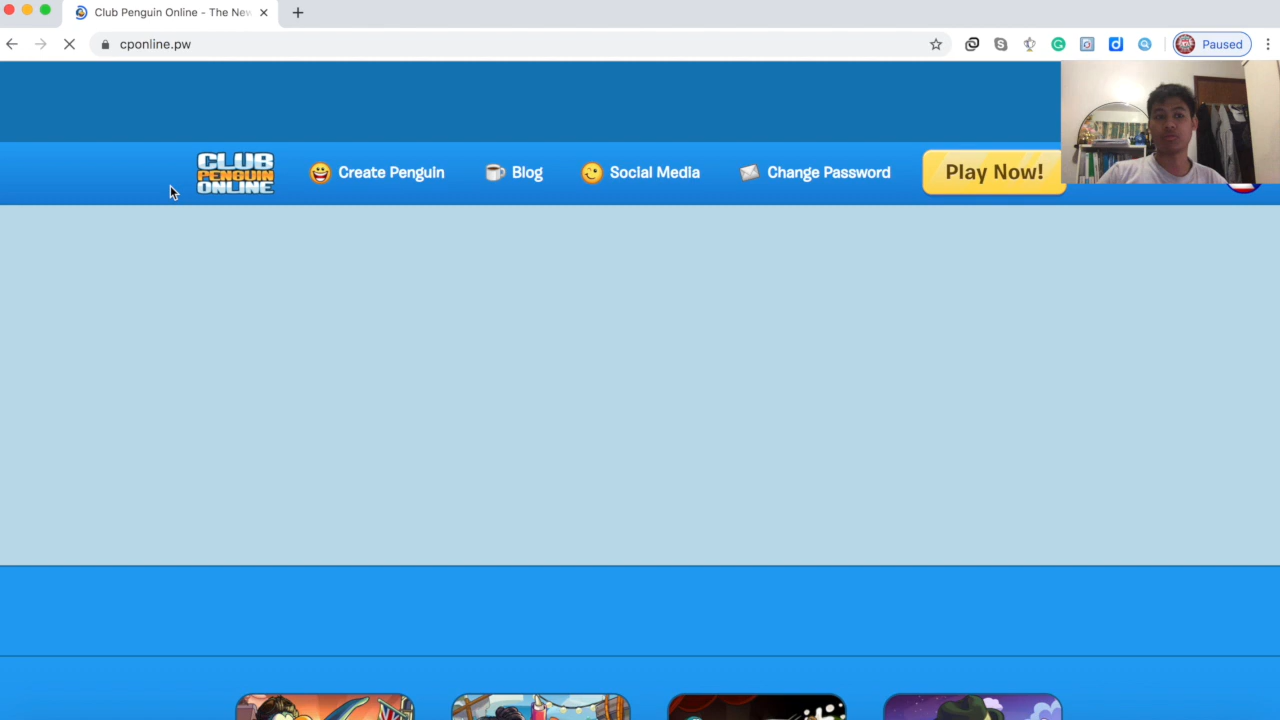 Club Penguin Online - The New
cponline.pw
Paused
CLUB
PENGUIN
ONLINE
Create Penguin
Blog
Social Media
Change Password
Play Now!